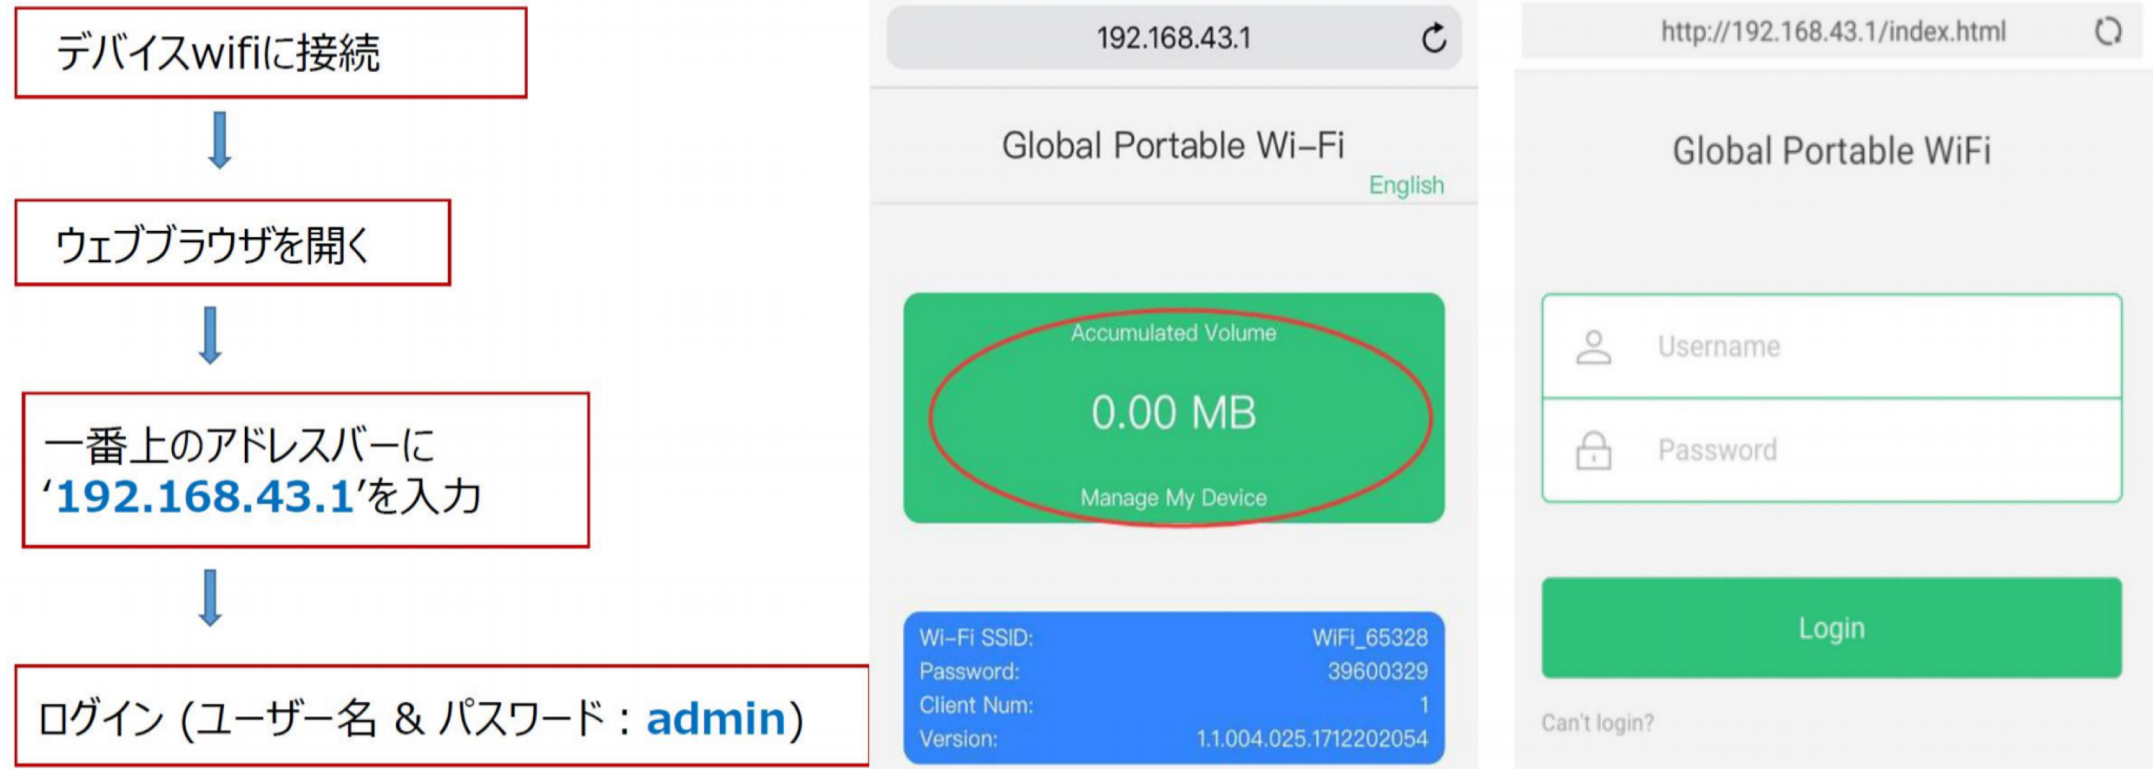 デバイスwifiに接続
ウェブブラウザを開く
一番上のアドレスバーに
‘192.168.43.1’を入力
ログイン (ユーザー名 & パスワード：admin)
192.168.43.1
Global Portable Wi-Fi
English
Accumulated Volume
0.00 MB
Manage My Device
Wi-Fi SSID: WiFi_65328
Password: 39600329
Client Num: 1
Version: 1.1.004.025.1712202054
http://192.168.43.1/index.html
Global Portable WiFi
Username
Password
Login
Can't login?